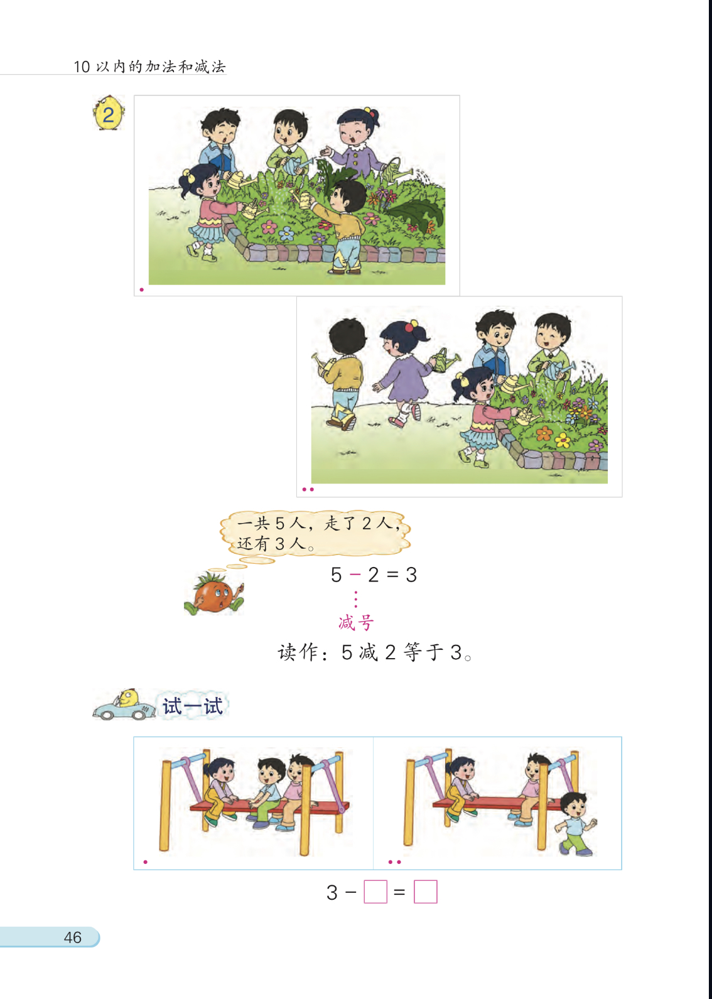 10 以内的加法和减法
2
一共 5 人，走了 2 人，
还有 3 人。
5 － 2 = 3
减号
读作：5 减 2 等于 3。
试一试
3 － □ = □
46